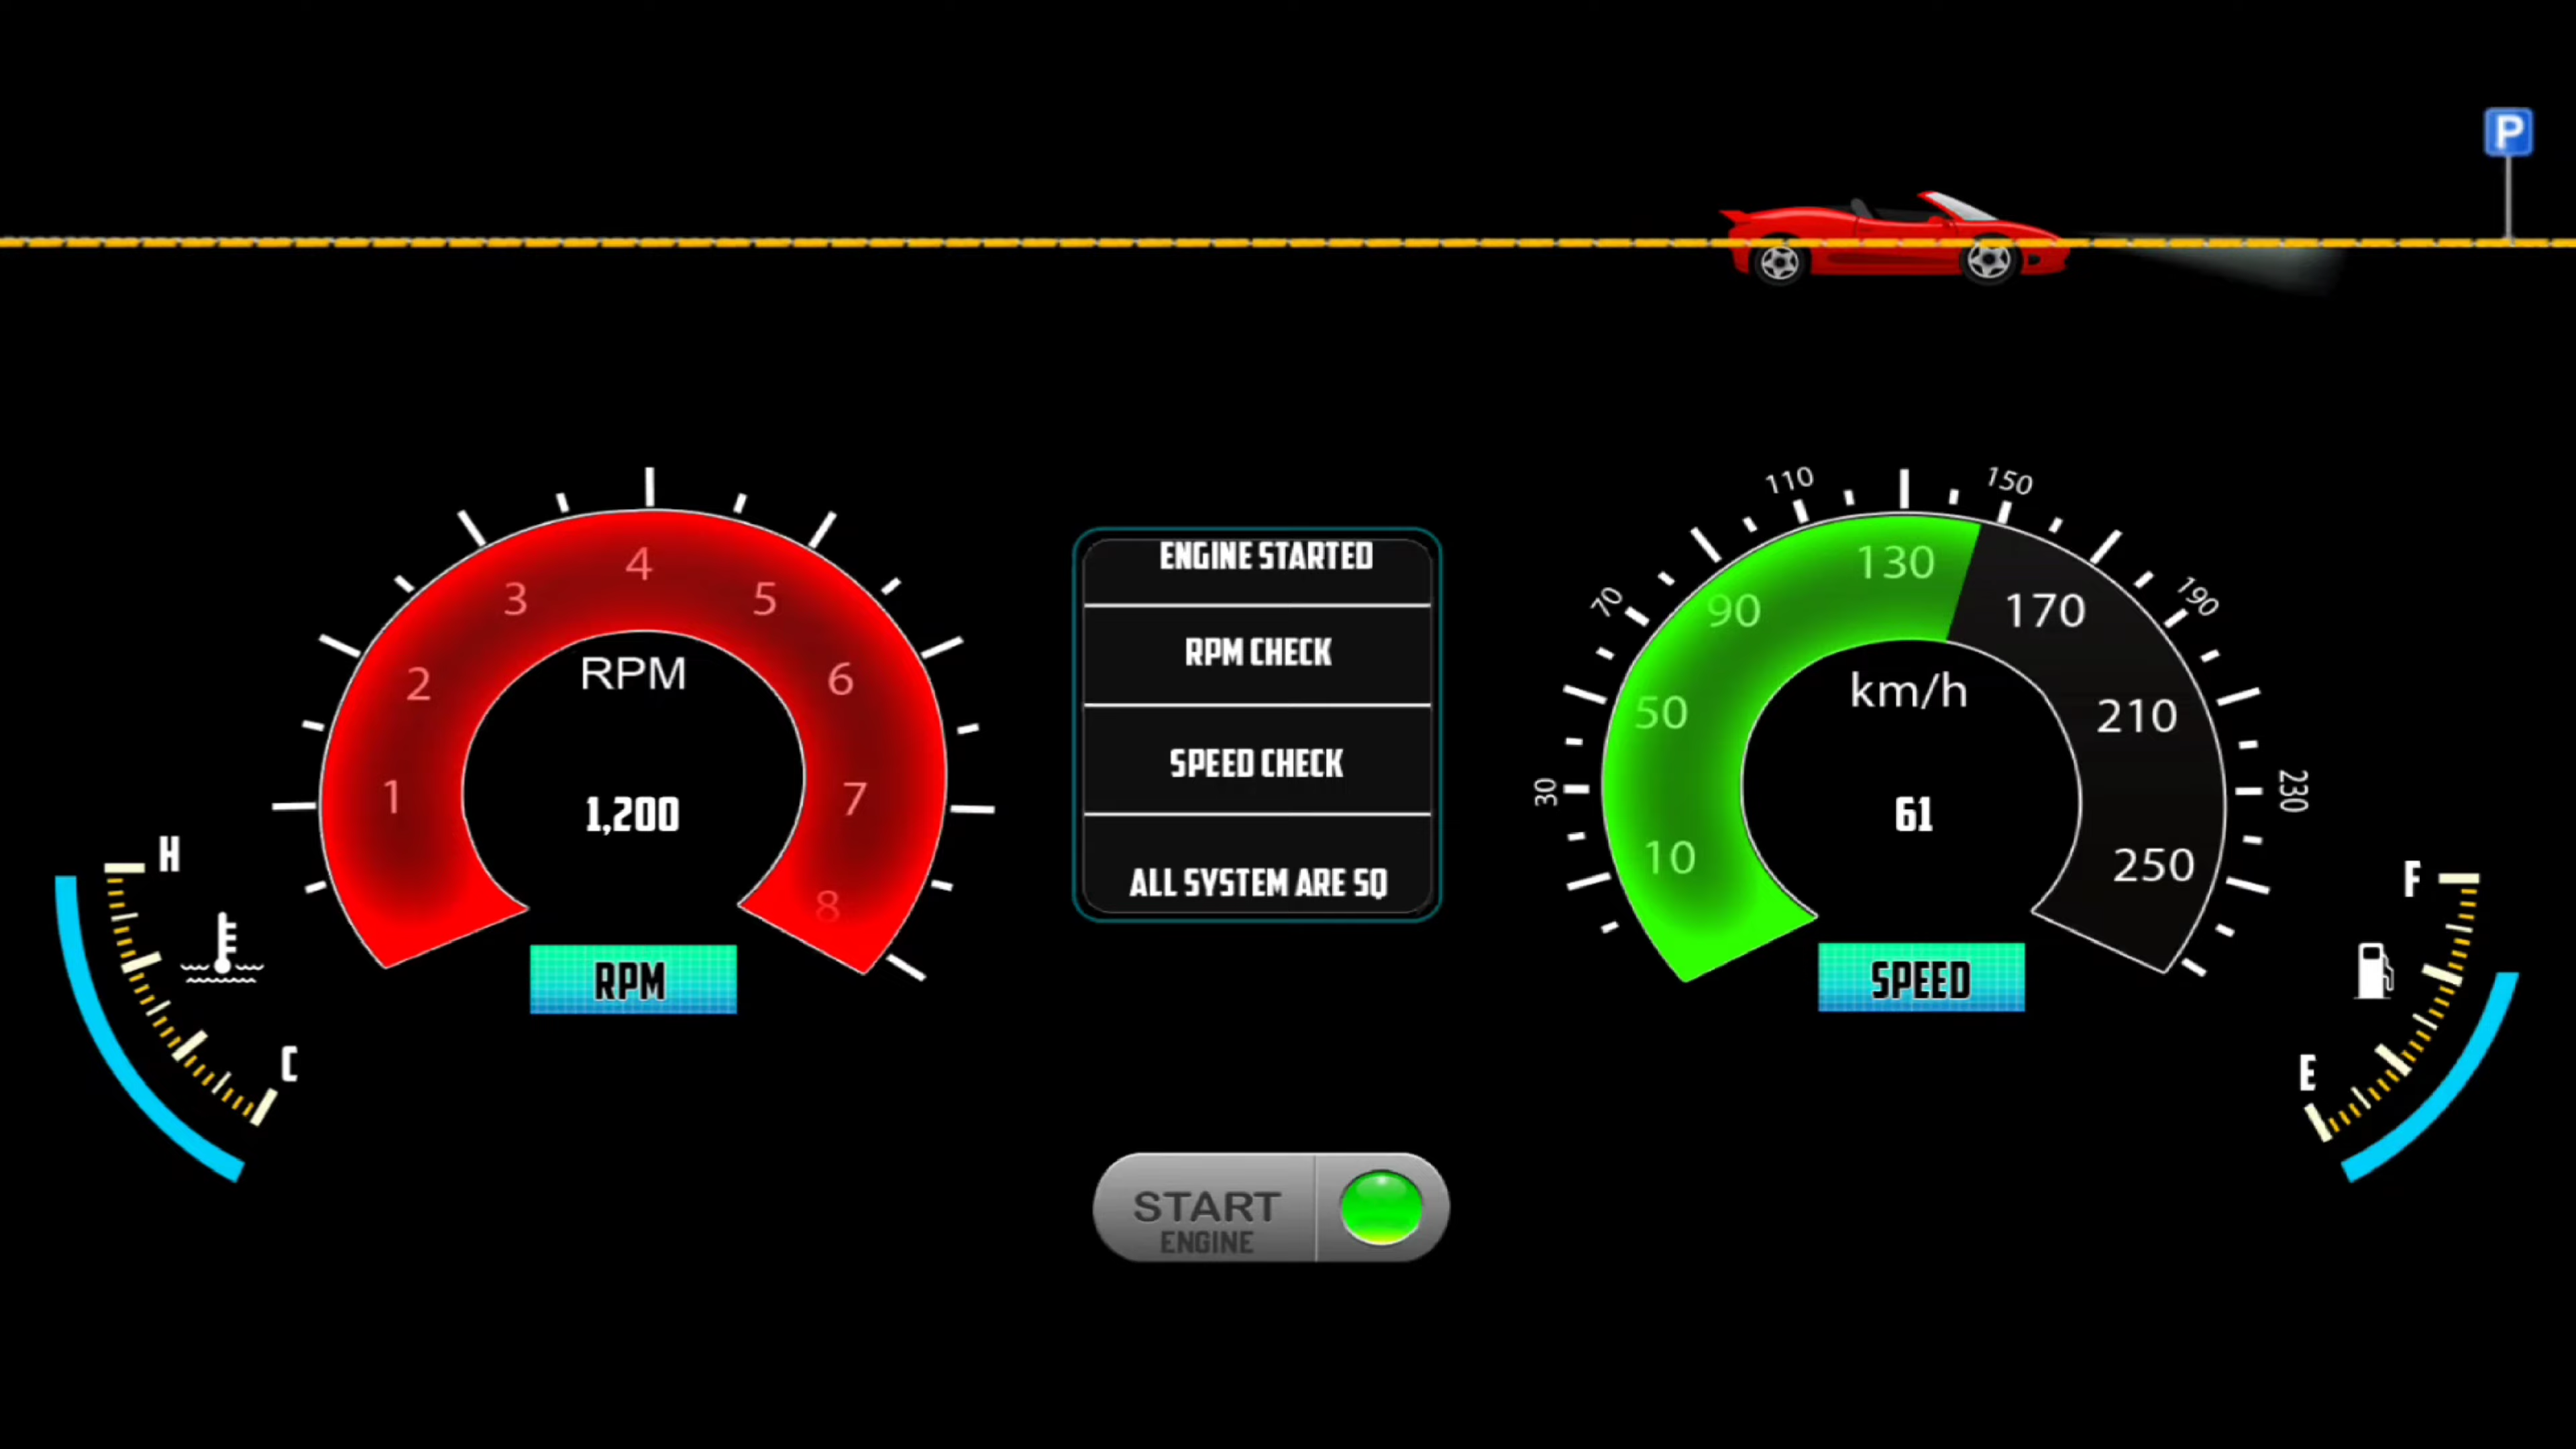 P
110
150
130
4
3
5
ENGINE STARTED
70
90
170
190
RPM CHECK
RPM
2
6
km/h
50
210
SPEED CHECK
1
7
1,200
30
61
230
H
10
250
8
ALL SYSTEM ARE SQ
F
RPM
SPEED
C
E
START
ENGINE